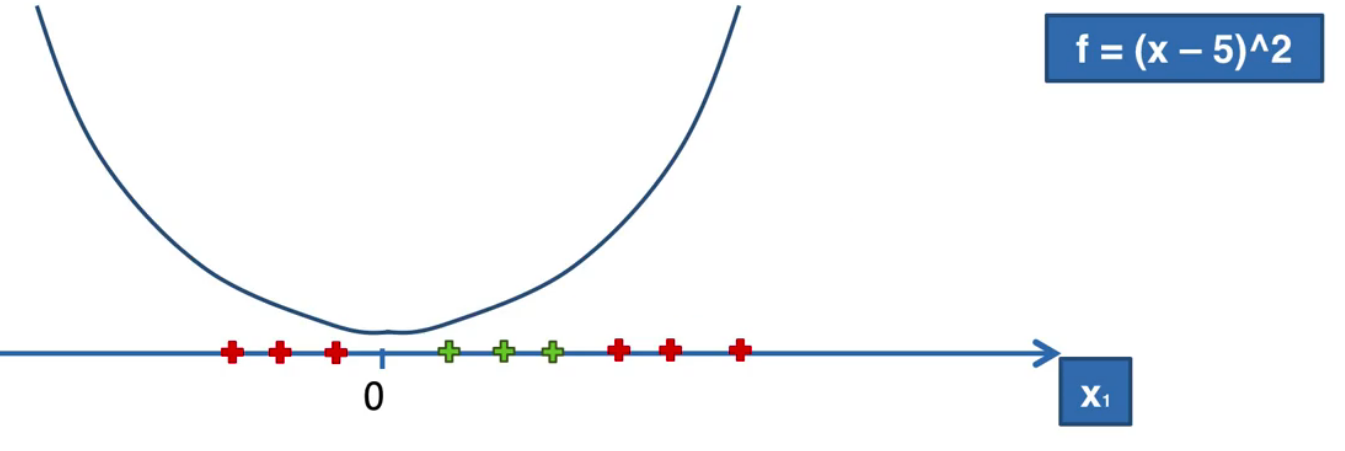 f = (x – 5)^2
0
x₁